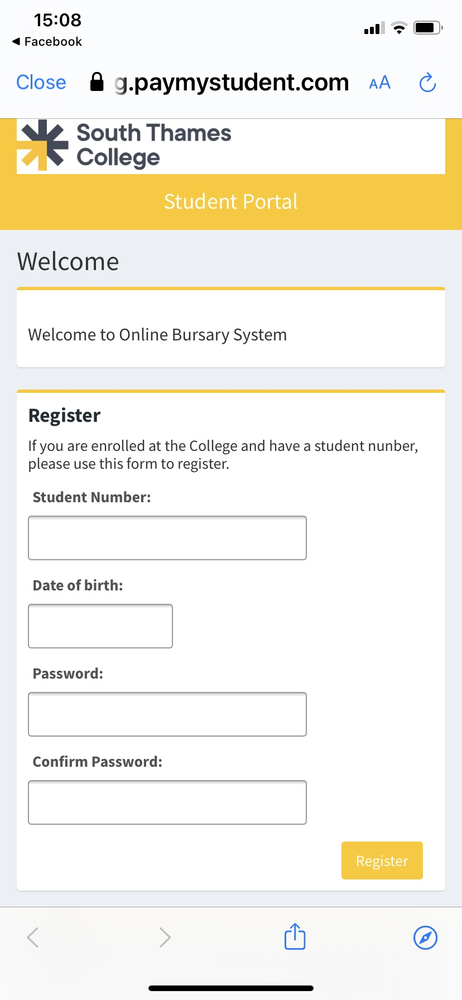 15:08
Facebook
Close g.paymystudent.com AA
South Thames
College
Student Portal
Welcome
Welcome to Online Bursary System
Register
If you are enrolled at the College and have a student nunber,
please use this form to register.
Student Number:
Date of birth:
Password:
Confirm Password:
Register